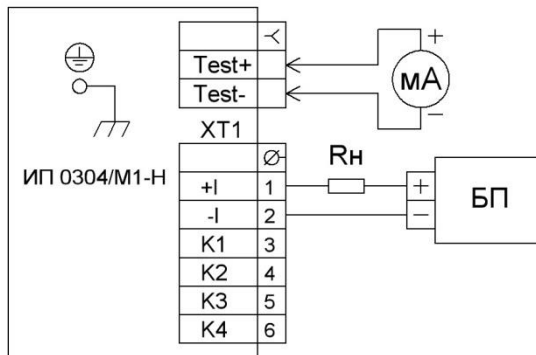 Test+
Test-
+
мА
−
XT1
ИП 0304/М1-Н
+I 1
-I 2
K1 3
K2 4
K3 5
K4 6
Rн
+
−
БП